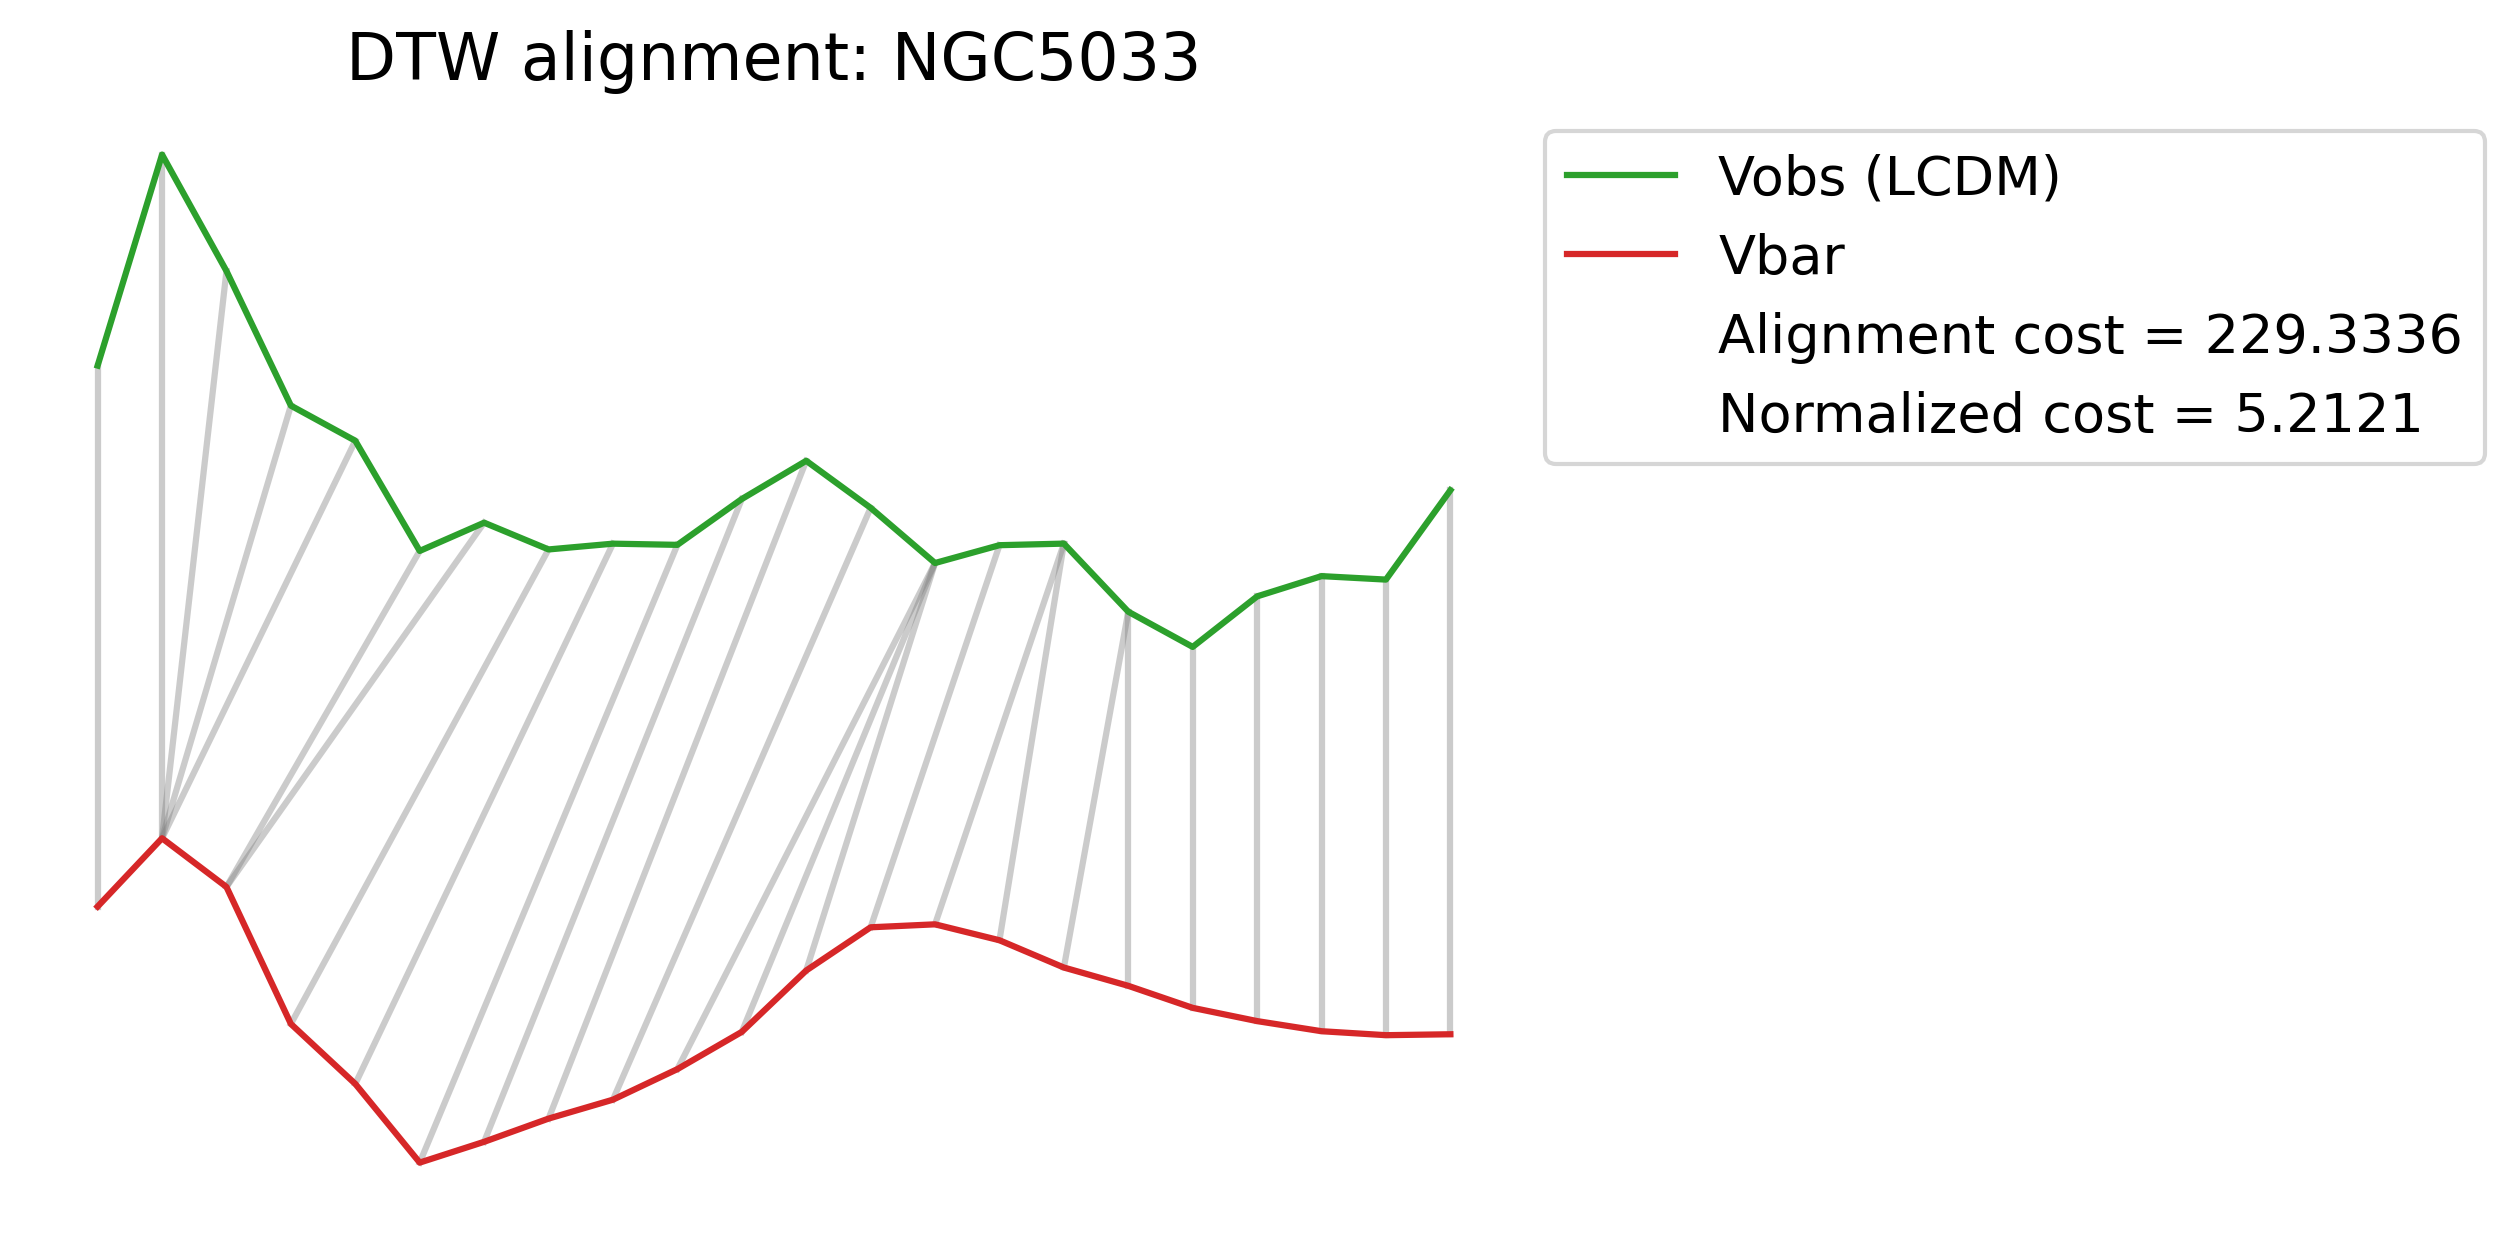 DTW alignment: NGC5033
Vobs (LCDM)
Vbar
Alignment cost = 229.3336
Normalized cost = 5.2121